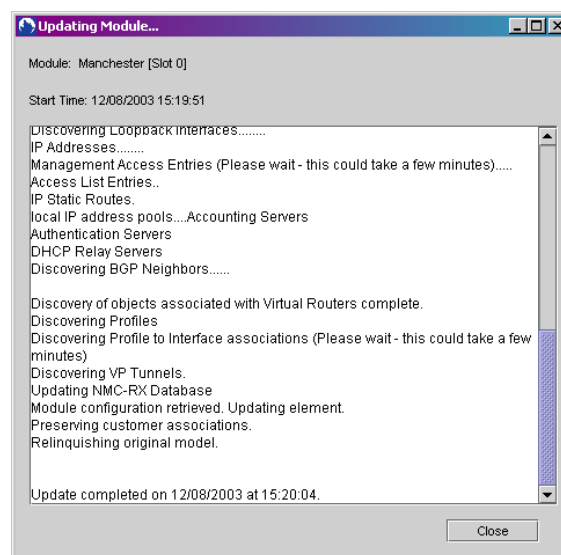 Updating Module...
Module: Manchester [Slot 0]
Start Time: 12/08/2003 15:19:51
Discovering Loopback Interfaces........
IP Addresses........
Management Access Entries (Please wait - this could take a few minutes).....
Access List Entries..
IP Static Routes.
local IP address pools....Accounting Servers
Authentication Servers
DHCP Relay Servers
Discovering BGP Neighbors......
Discovery of objects associated with Virtual Routers complete.
Discovering Profiles
Discovering Profile to Interface associations (Please wait - this could take a few
minutes)
Discovering VP Tunnels.
Updating NMC-RX Database
Module configuration retrieved. Updating element.
Preserving customer associations.
Relinquishing original model.
Update completed on 12/08/2003 at 15:20:04.
Close